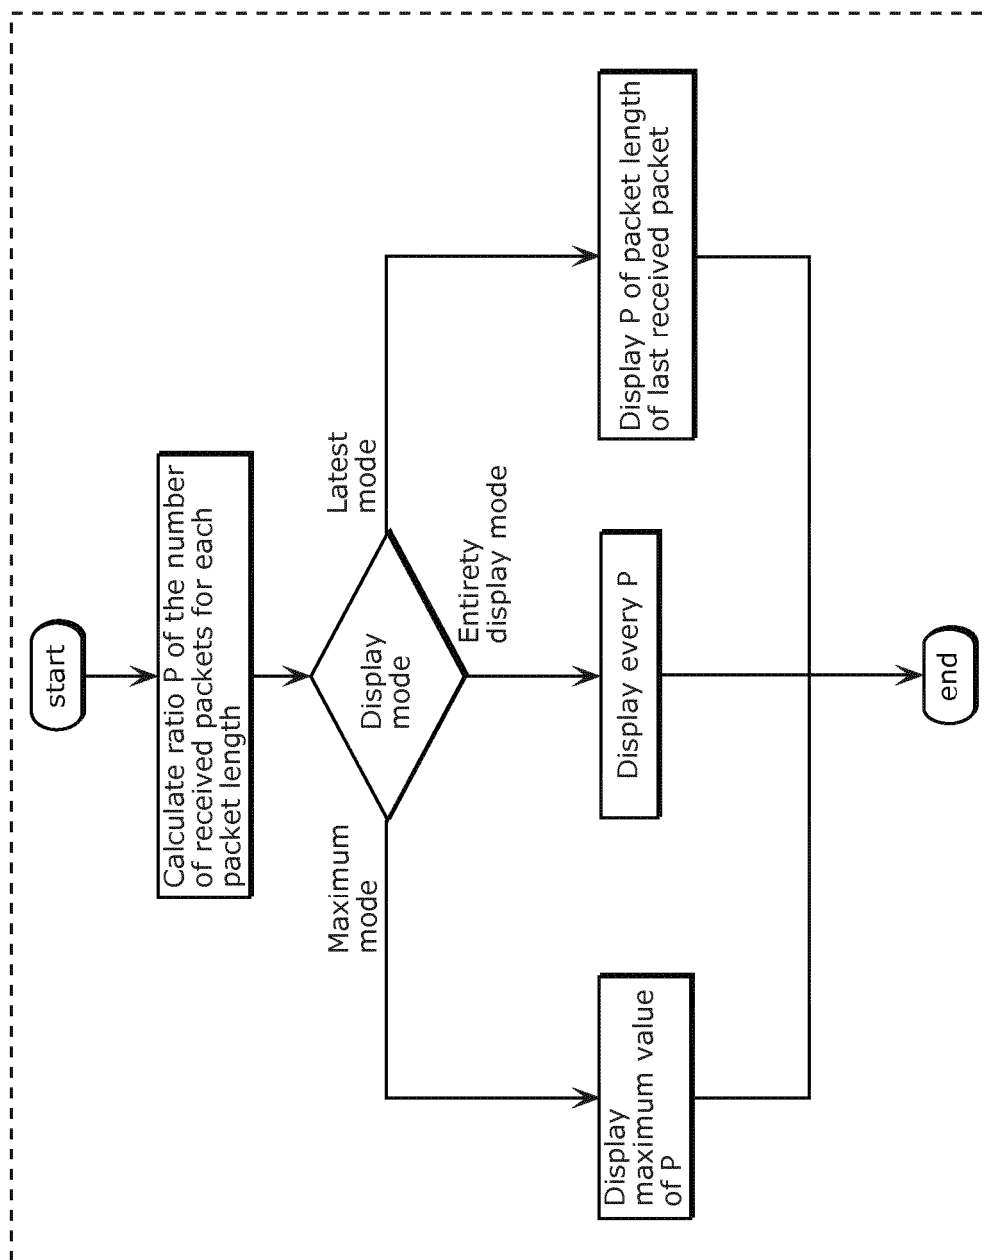 start
Calculate ratio P of the number
of received packets for each
packet length
Display
mode
Maximum
mode
Entirety
display mode
Latest
mode
Display
maximum value
of P
Display every P
Display P of packet length
of last received packet
end